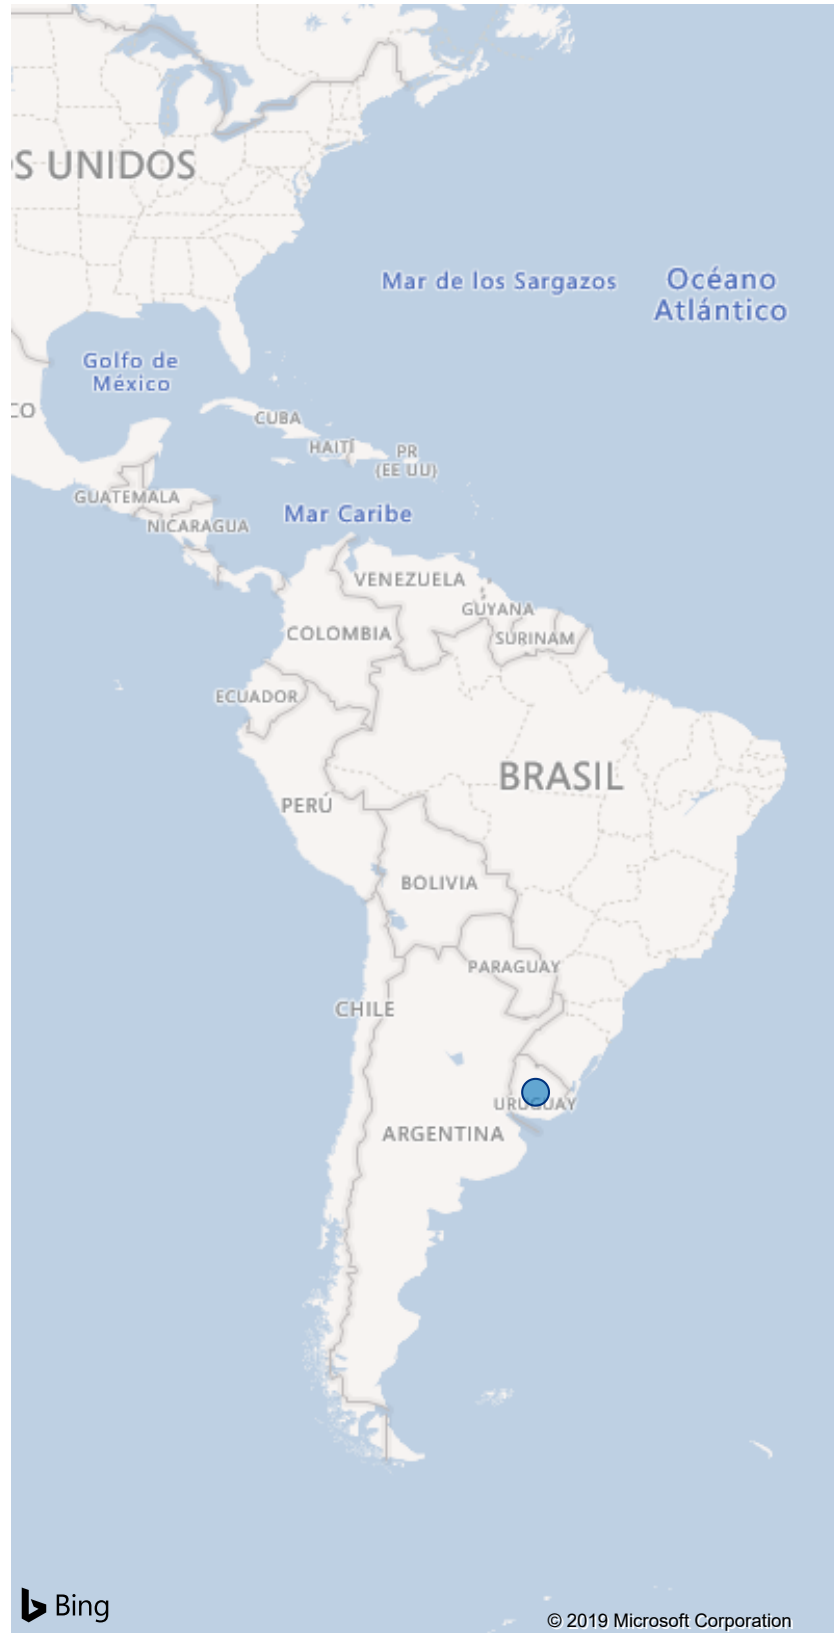 S UNIDOS
Mar de los Sargazos
Océano
Atlántico
Golfo de
México
CO
CUBA
HAITÍ
PR
(EE UU)
GUATEMALA
Mar Caribe
NICARAGUA
VENEZUELA
GUYANA
COLOMBIA
SURINAM
ECUADOR
BRASIL
PERÚ
BOLIVIA
PARAGUAY
CHILE
URUGUAY
ARGENTINA
Bing
© 2019 Microsoft Corporation